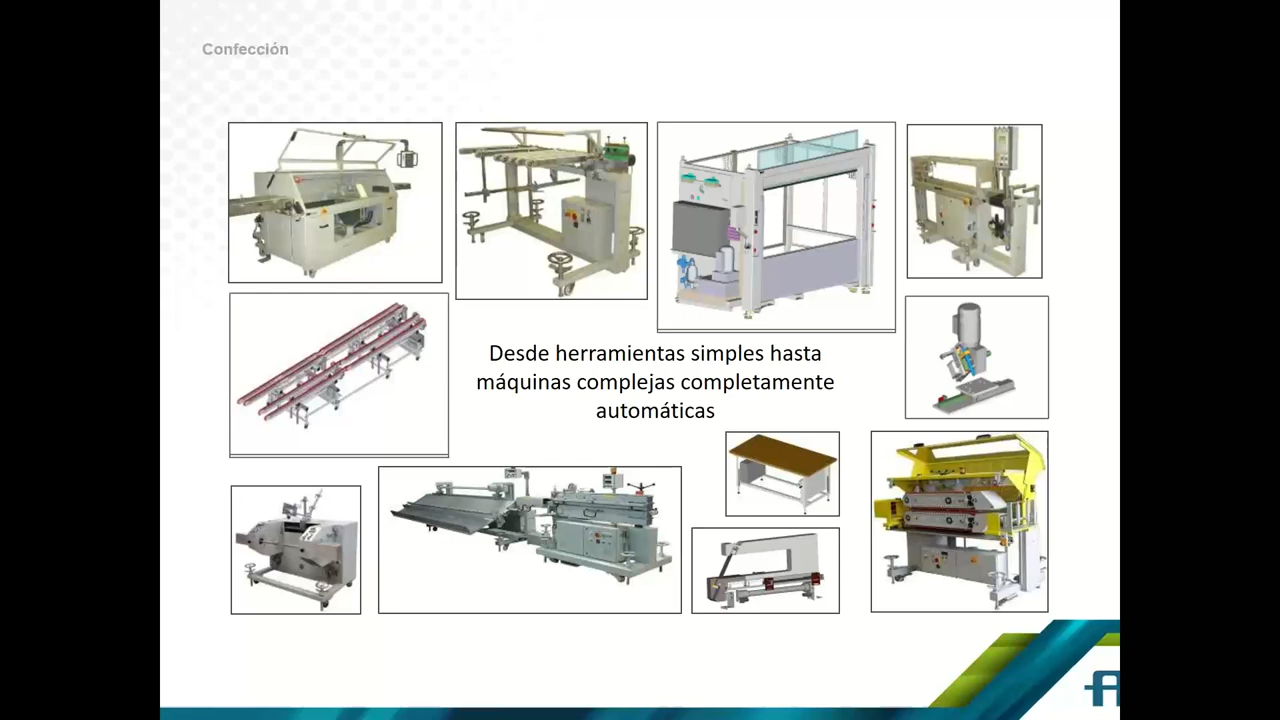 Confección
Desde herramientas simples hasta
máquinas complejas completamente
automáticas